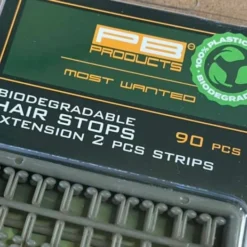 PB
PRODUCTS
MOST WANTED
100% PLASTIC
BIODEGRADABLE
HAIR STOPS
90 PCS
EXTENSION 2 PCS STRIPS